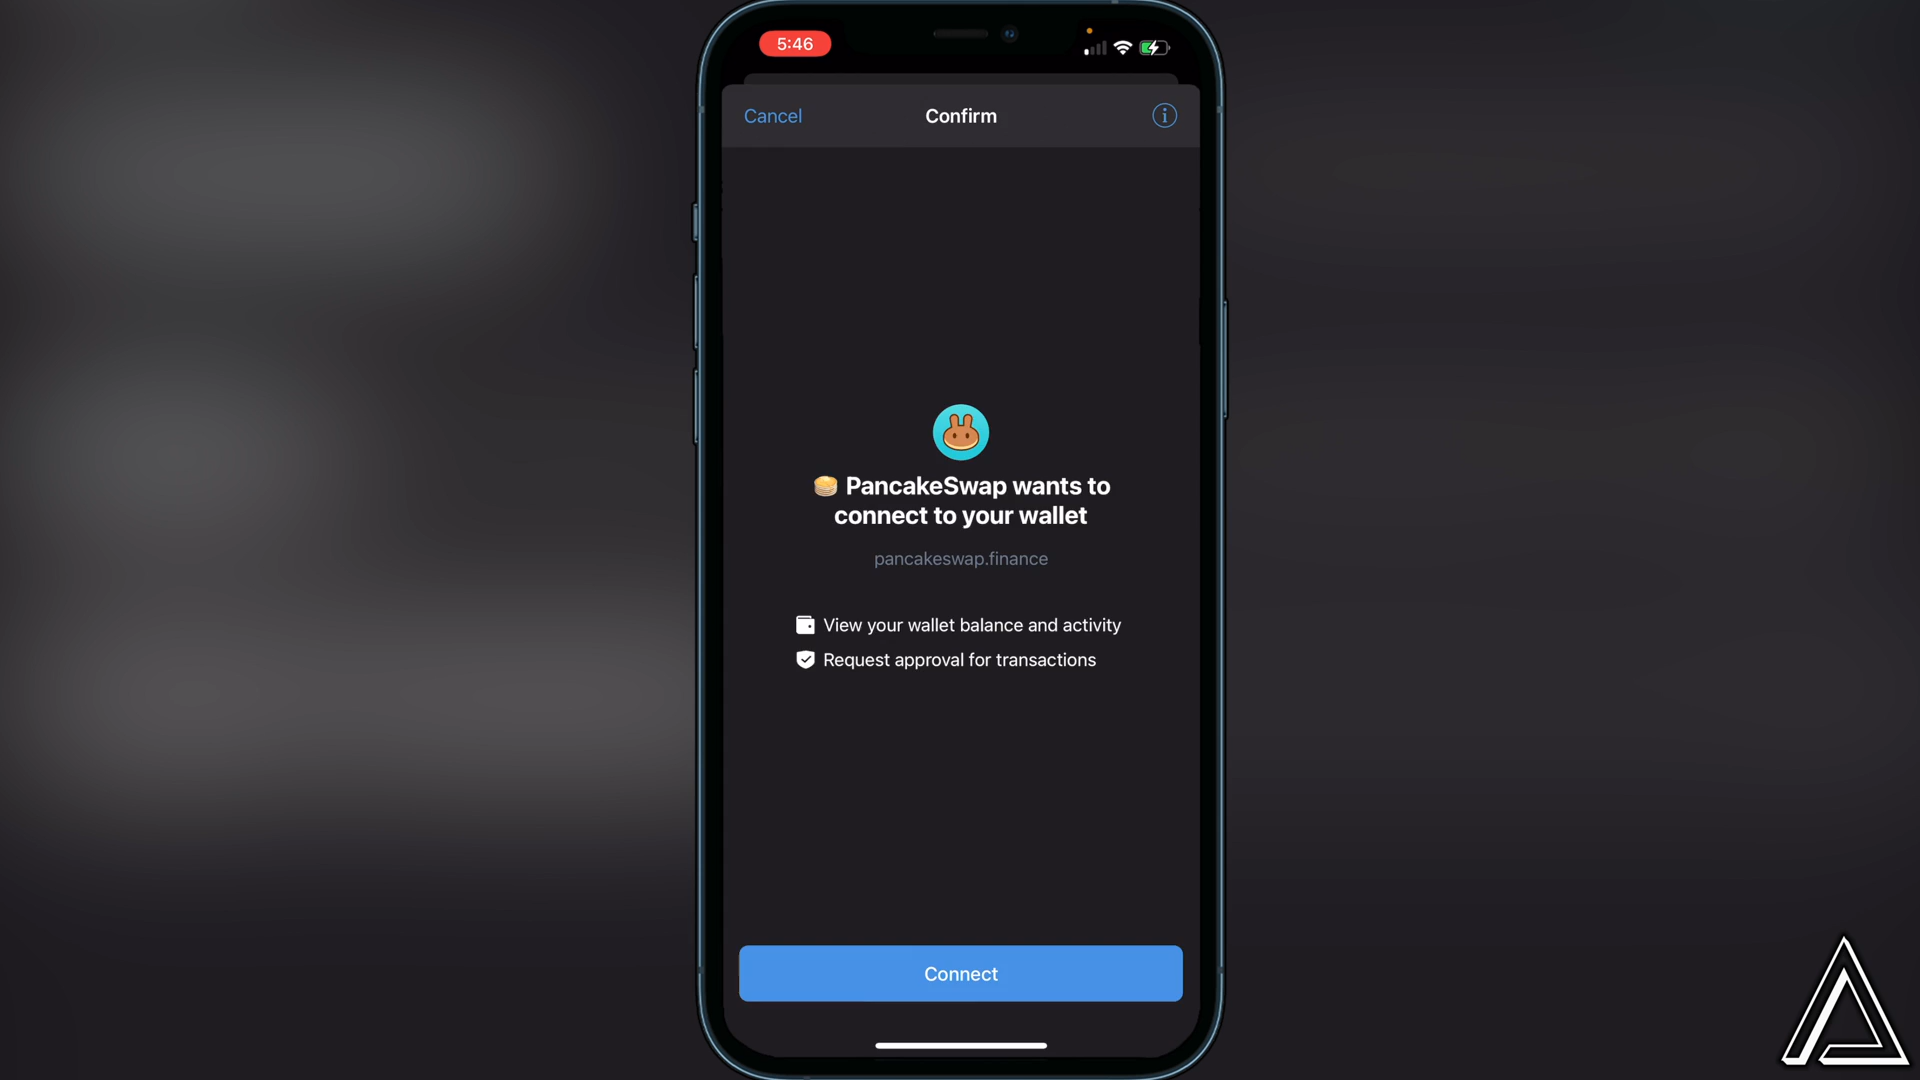 5:46
Cancel
Confirm
🥞 PancakeSwap wants to
connect to your wallet
pancakeswap.finance
View your wallet balance and activity
Request approval for transactions
Connect